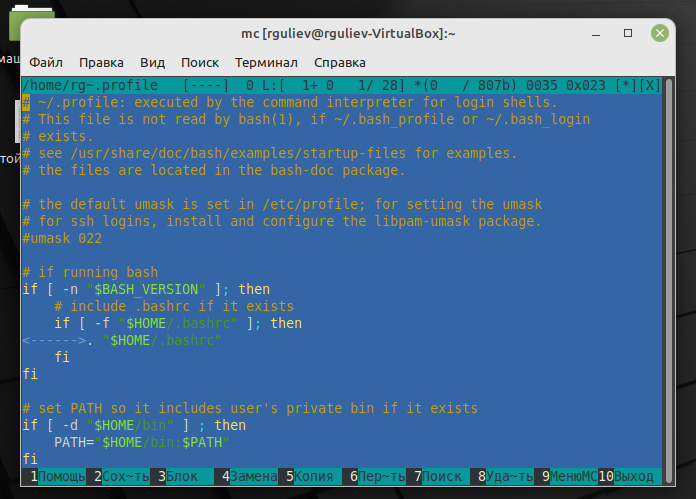 mc [rguliev@rguliev-VirtualBox]:~
Файл Правка Вид Поиск Терминал Справка
/home/rg~.profile [----] 0 L:[ 1+ 0 1/ 28] *(0 / 807b) 0035 0x023 [*][X]
# ~/.profile: executed by the command interpreter for login shells.
# This file is not read by bash(1), if ~/.bash_profile or ~/.bash_login
# exists.
# see /usr/share/doc/bash/examples/startup-files for examples.
# the files are located in the bash-doc package.
# the default umask is set in /etc/profile; for setting the umask
# for ssh logins, install and configure the libpam-umask package.
#umask 022
# if running bash
if [ -n "$BASH_VERSION" ]; then
# include .bashrc if it exists
if [ -f "$HOME/.bashrc" ]; then
<------>. "$HOME/.bashrc"
fi
fi
# set PATH so it includes user's private bin if it exists
if [ -d "$HOME/bin" ] ; then
PATH="$HOME/bin:$PATH"
fi
1Помощь 2Сох~ть 3Блок 4Замена 5Копия 6Пер~ть 7Поиск 8Уда~ть 9МенюMC 10Выход